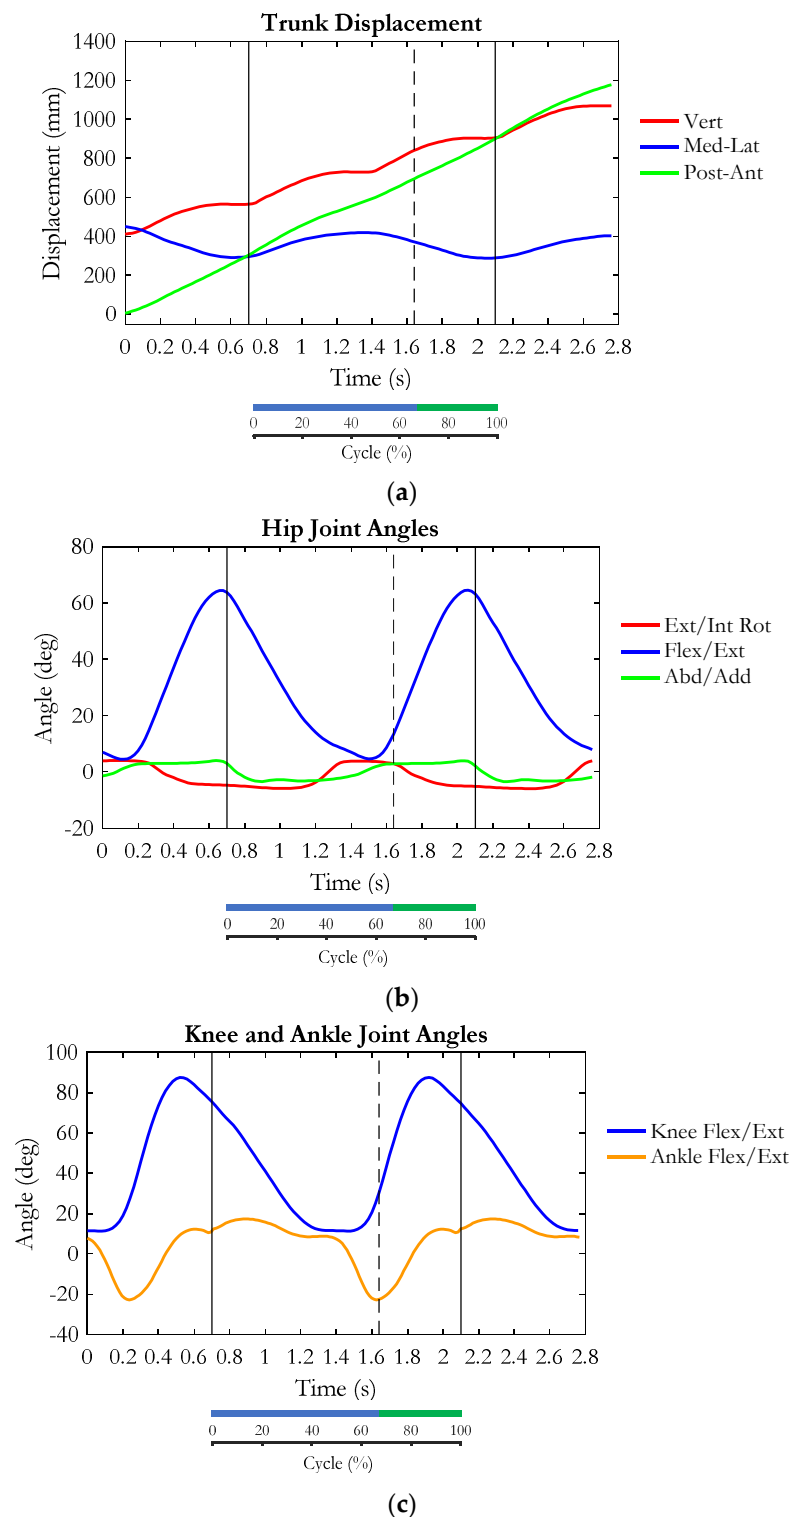 Trunk Displacement
1400
1200
1000
800
600
400
200
0
Displacement (mm)
0 0.2 0.4 0.6 0.8 1 1.2 1.4 1.6 1.8 2 2.2 2.4 2.6 2.8
Time (s)
Vert
Med-Lat
Post-Ant
0 20 40 60 80 100
Cycle (%)
(a)
Hip Joint Angles
80
60
40
20
0
-20
Angle (deg)
0 0.2 0.4 0.6 0.8 1 1.2 1.4 1.6 1.8 2 2.2 2.4 2.6 2.8
Time (s)
Ext/Int Rot
Flex/Ext
Abd/Add
0 20 40 60 80 100
Cycle (%)
(b)
Knee and Ankle Joint Angles
100
80
60
40
20
0
-20
-40
Angle (deg)
0 0.2 0.4 0.6 0.8 1 1.2 1.4 1.6 1.8 2 2.2 2.4 2.6 2.8
Time (s)
Knee Flex/Ext
Ankle Flex/Ext
0 20 40 60 80 100
Cycle (%)
(c)